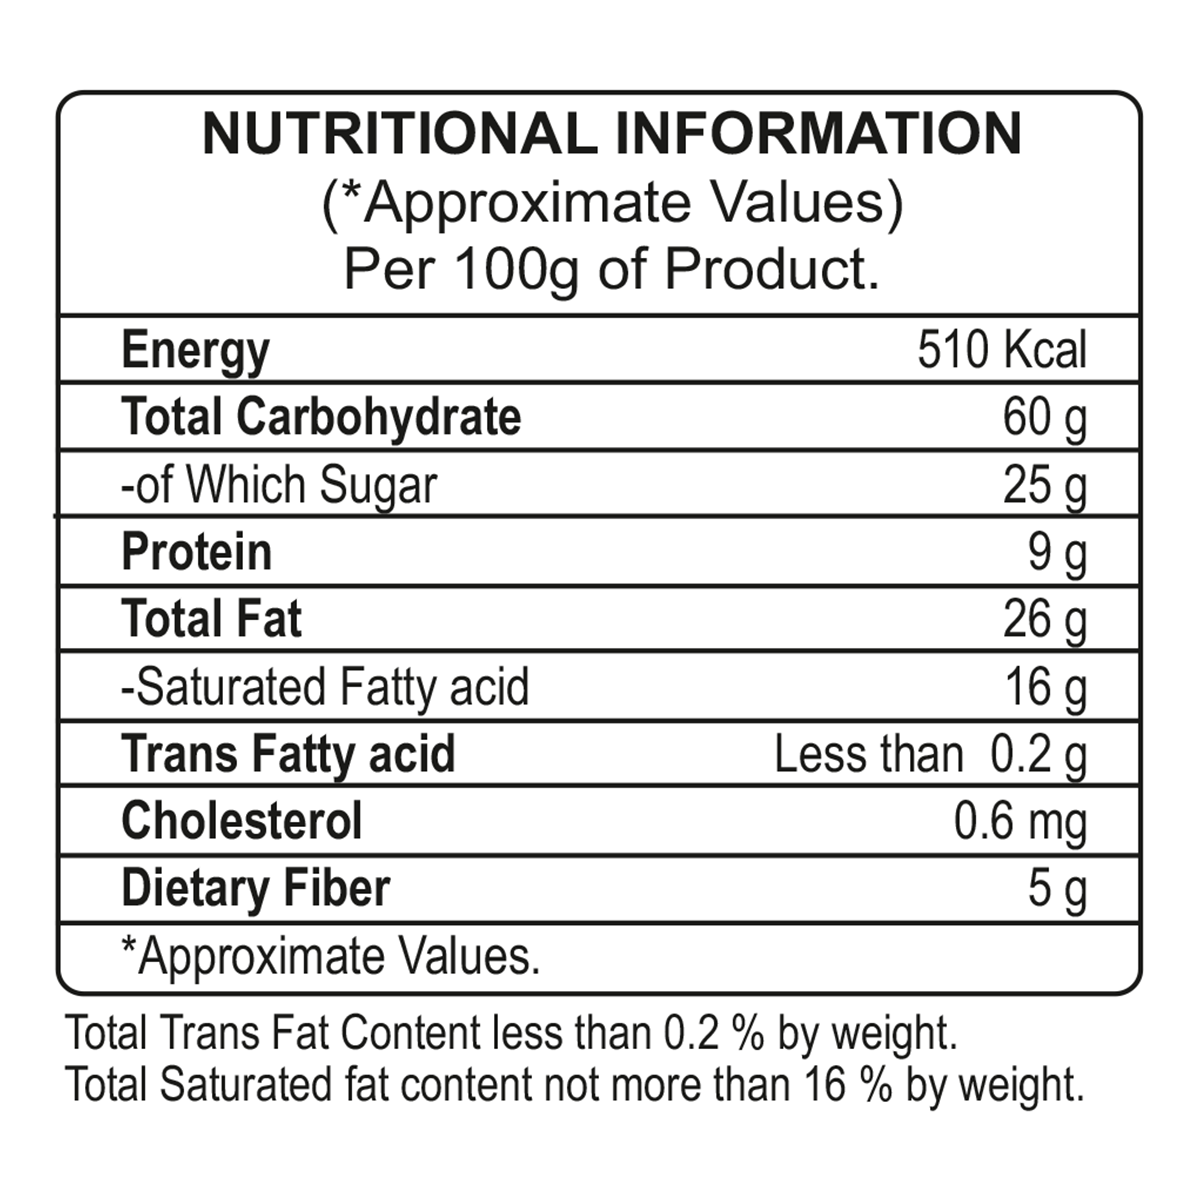 NUTRITIONAL INFORMATION
(*Approximate Values)
Per 100g of Product.
Energy 510 Kcal
Total Carbohydrate 60 g
-of Which Sugar 25 g
Protein 9 g
Total Fat 26 g
-Saturated Fatty acid 16 g
Trans Fatty acid Less than 0.2 g
Cholesterol 0.6 mg
Dietary Fiber 5 g
*Approximate Values.
Total Trans Fat Content less than 0.2 % by weight.
Total Saturated fat content not more than 16 % by weight.